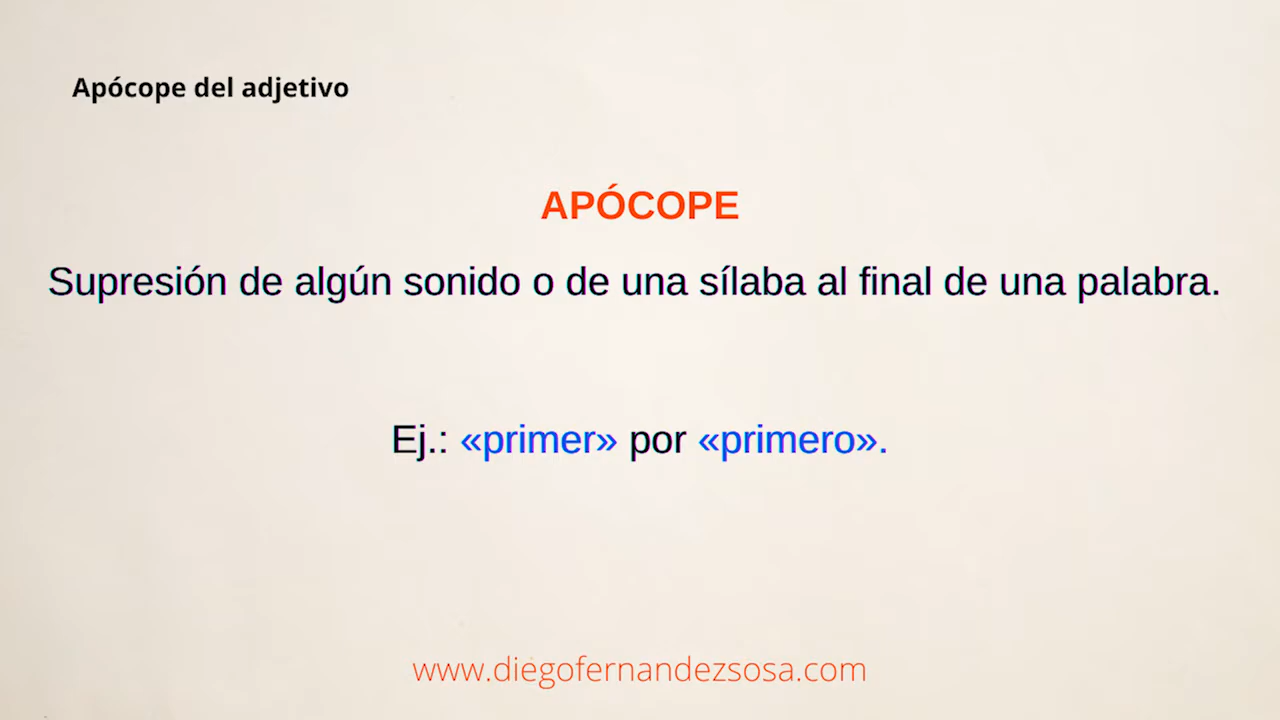 Apócope del adjetivo
APÓCOPE
Supresión de algún sonido o de una sílaba al final de una palabra.
Ej.: «primer» por «primero».
www.diegofernandezsosa.com